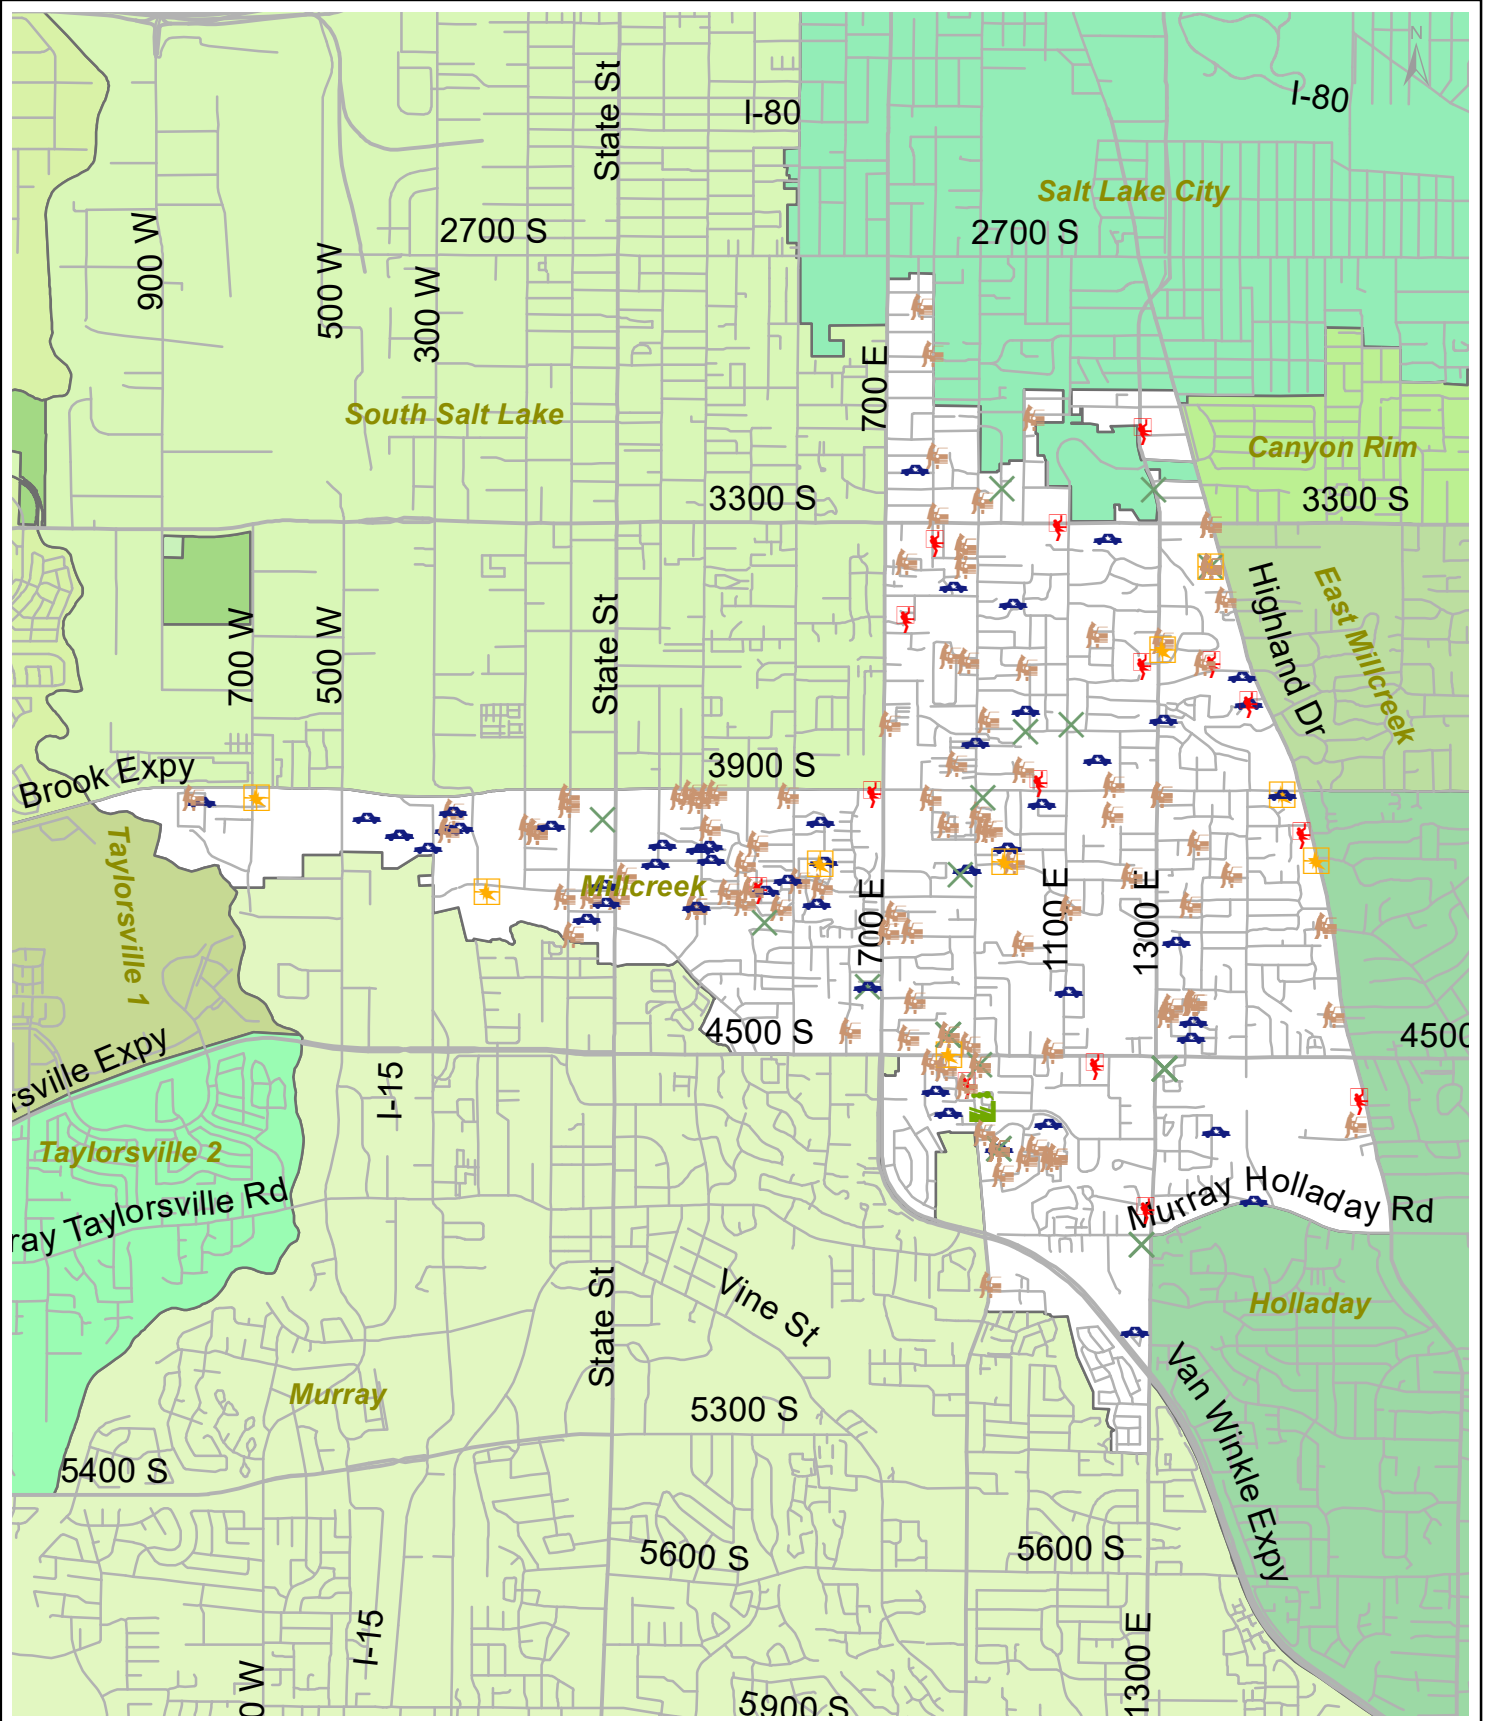 N
I-80
I-80
State St
Salt Lake City
2700 S
2700 S
900 W
500 W
300 W
700 E
South Salt Lake
Canyon Rim
3300 S
3300 S
Highland Dr
East Millcreek
700 W
500 W
State St
3900 S
Brook Expy
Taylorsville 1
Millcreek
700 E
1100 E
1300 E
4500 S
4500
rsville Expy
I-15
Taylorsville 2
ray Taylorsville Rd
Murray Holladay Rd
State St
Vine St
Holladay
Murray
Van Winkle Expy
5300 S
5400 S
5600 S
5600 S
I-15
0 W
1300 E
5900 S